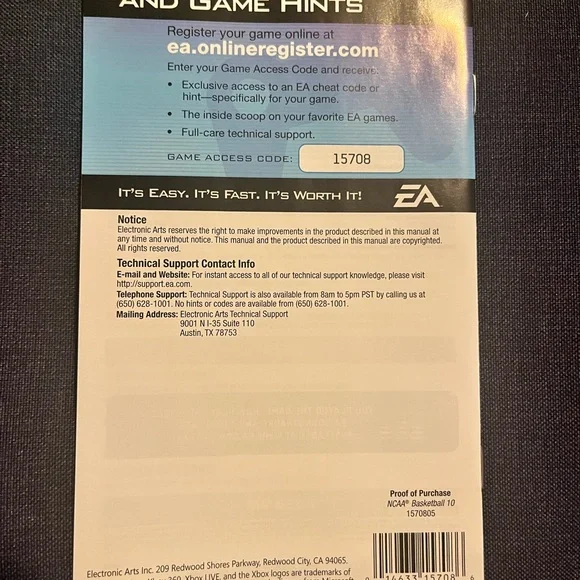 AND GAME HINTS
Register your game online at
ea.onlineregister.com
Enter your Game Access Code and receive:
• Exclusive access to an EA cheat code or
hint—specifically for your game.
• The inside scoop on your favorite EA games.
• Full-care technical support.
GAME ACCESS CODE: 15708
IT'S EASY. IT'S FAST. IT'S WORTH IT! EA
Notice
Electronic Arts reserves the right to make improvements in the product described in this manual at
any time and without notice. This manual and the product described in this manual are copyrighted.
All rights reserved.
Technical Support Contact Info
E-mail and Website: For instant access to all of our technical support knowledge, please visit
http://support.ea.com.
Telephone Support: Technical Support is also available from 8am to 5pm PST by calling us at
(650) 628-1001. No hints or codes are available from (650) 628-1001.
Mailing Address: Electronic Arts Technical Support
9001 N I-35 Suite 110
Austin, TX 78753
Proof of Purchase
NCAA® Basketball 10
1570805
Electronic Arts Inc. 209 Redwood Shores Parkway, Redwood City, CA 94065.
360, Xbox LIVE, and the Xbox logos are trademarks of
0 14633 15708 6